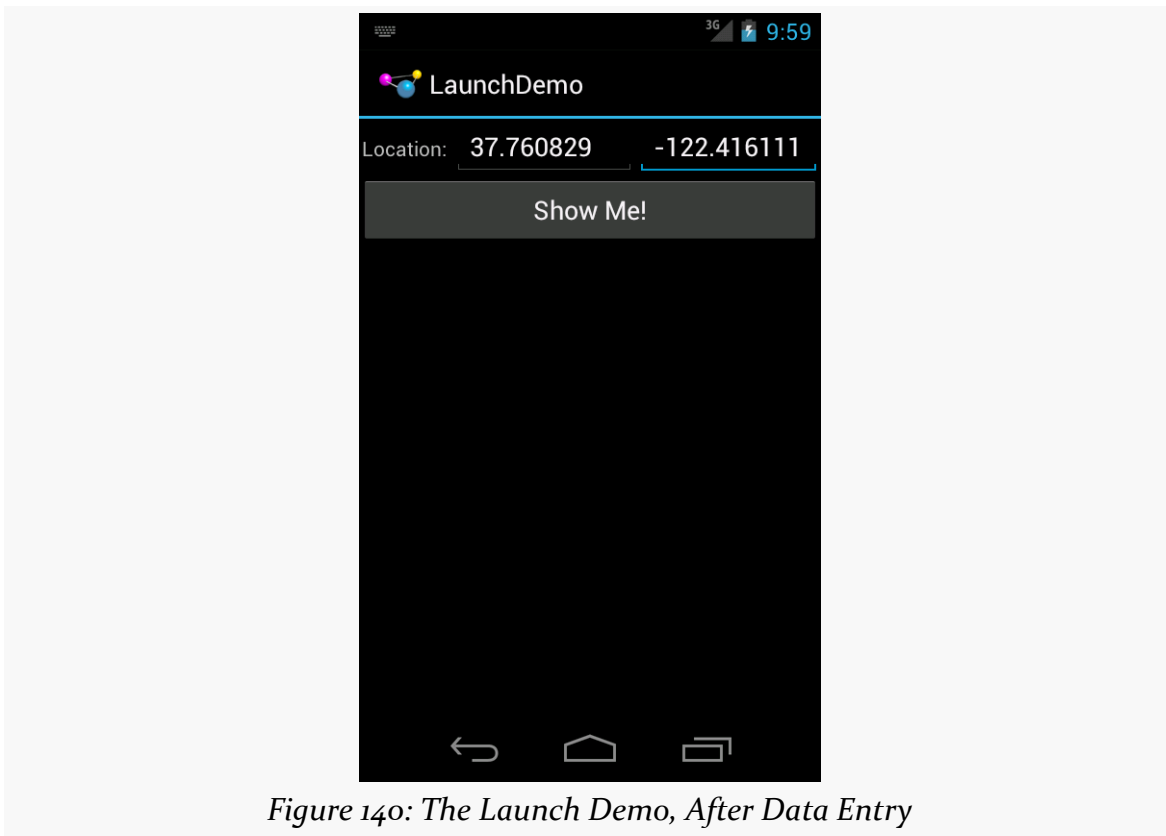 3G 9:59
LaunchDemo
Location: 37.760829 -122.416111
Show Me!
Figure 140: The Launch Demo, After Data Entry